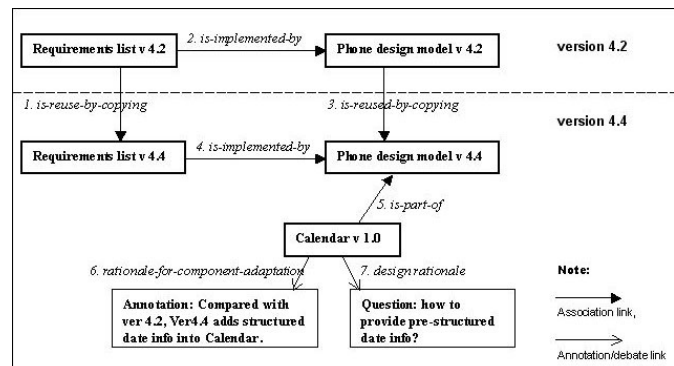 2. is-implemented-by
Requirements list v 4.2
Phone design model v 4.2
version 4.2
1. is-reuse-by-copying
3. is-reused-by-copying
version 4.4
4. is-implemented-by
Requirements list v 4.4
Phone design model v 4.4
5. is-part-of
Calendar v 1.0
6. rationale-for-component-adaptation
7. design rationale
Annotation: Compared with
ver 4.2, Ver4.4 adds structured
date info into Calendar.
Question: how to
provide pre-structured
date info?
Note:
Association link,
Annotation/debate link